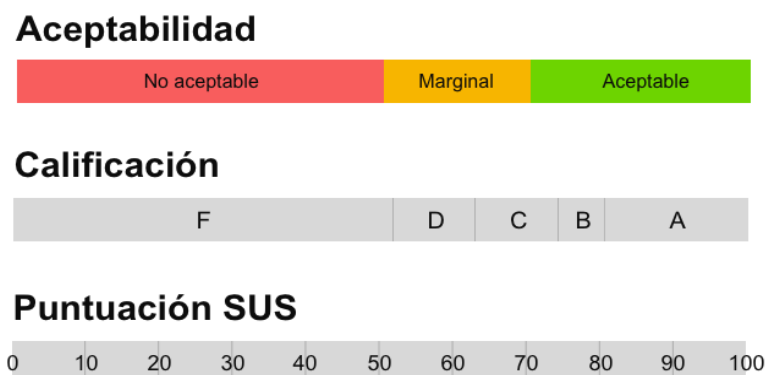 Aceptabilidad
No aceptable Marginal Aceptable
Calificación
F D C B A
Puntuación SUS
0 10 20 30 40 50 60 70 80 90 100